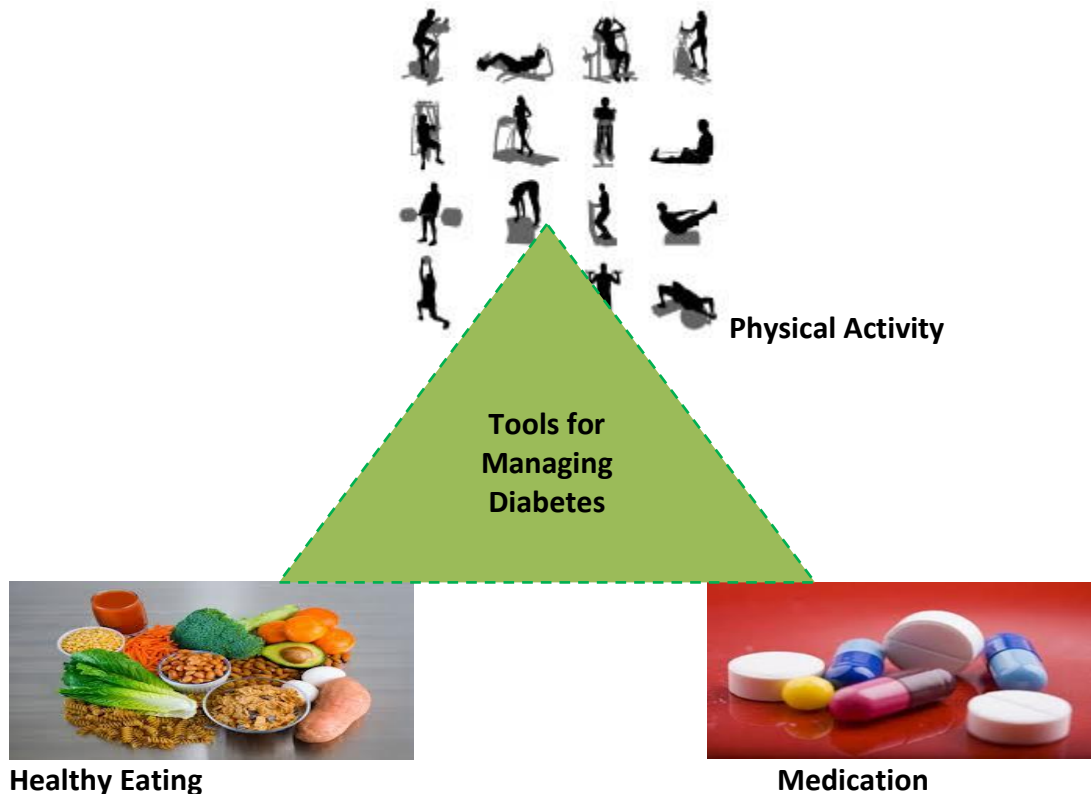 Physical Activity
Tools for
Managing
Diabetes
Healthy Eating
Medication